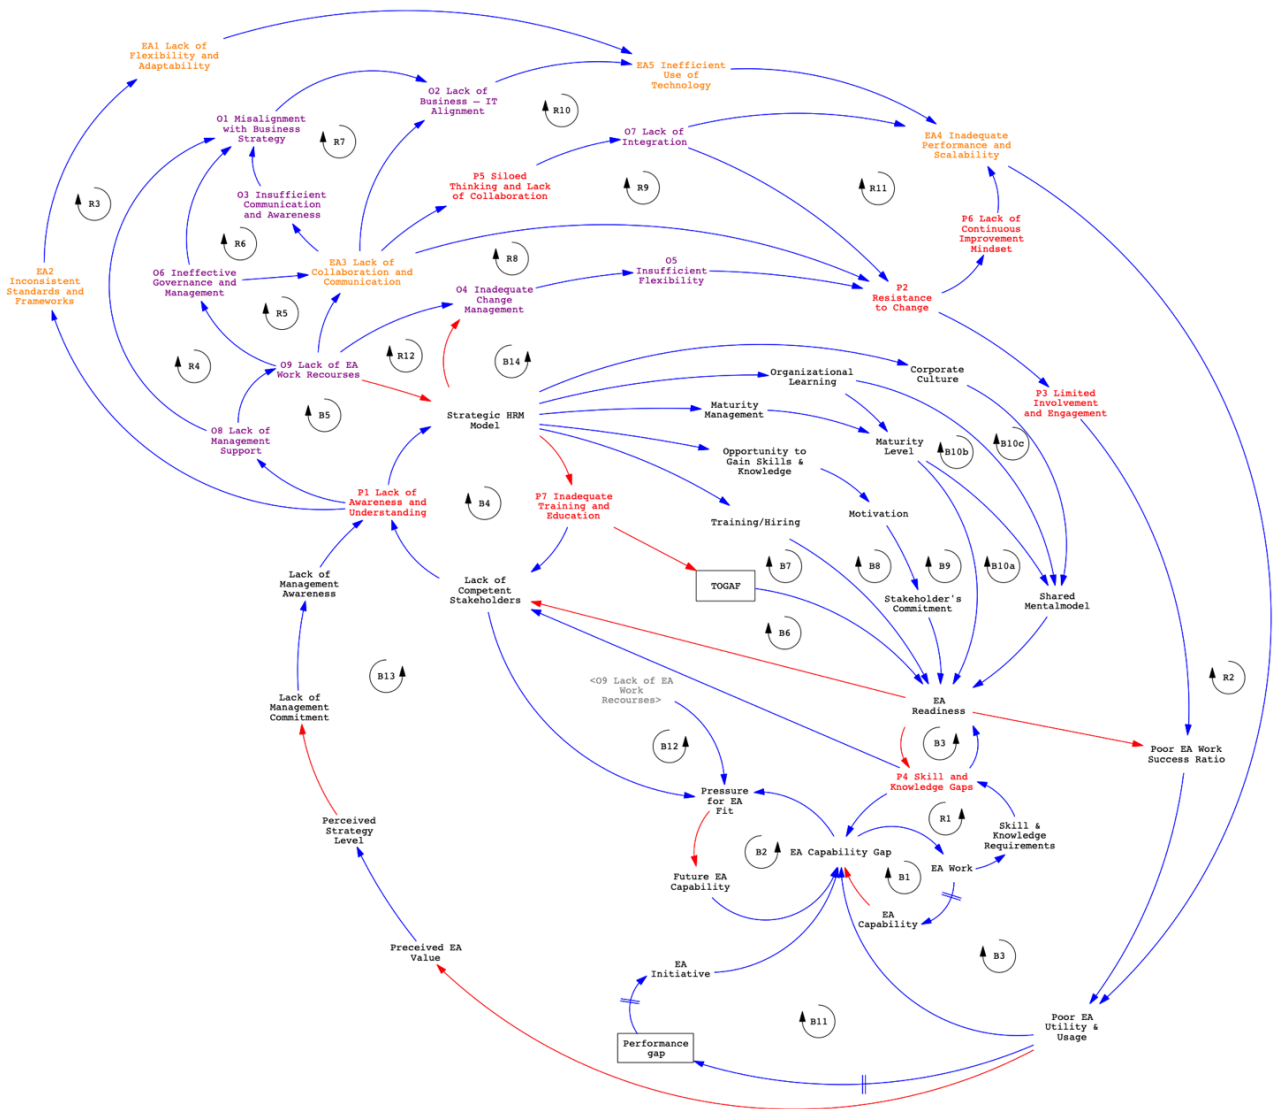 EA1 Lack of
Flexibility and
Adaptability
EA5 Inefficient
Use of
Technology
O2 Lack of
Business – IT
Alignment
R10
O1 Misalignment
with Business
Strategy
R7
O7 Lack of
Integration
EA4 Inadequate
Performance and
Scalability
P5 Siloed
Thinking and Lack
of Collaboration
R9
R11
R3
O3 Insufficient
Communication
and Awareness
P6 Lack of
Continuous
Improvement
Mindset
R6
R8
EA2
Inconsistent
Standards and
Frameworks
O6 Ineffective
Governance and
Management
EA3 Lack of
Collaboration and
Communication
O5
Insufficient
Flexibility
O4 Inadequate
Change
Management
P2
Resistance
to Change
R5
R4
R12
B14
O9 Lack of EA
Work Recourses
Organizational
Learning
Corporate
Culture
P3 Limited
Involvement
and Engagement
B5
Strategic HRM
Model
Maturity
Management
O8 Lack of
Management
Support
Maturity
Level
B10b
B10c
Opportunity to
Gain Skills &
Knowledge
P1 Lack of
Awareness and
Understanding
B4
P7 Inadequate
Training and
Education
Training/Hiring
Motivation
B7
B8
B9
B10a
Lack of
Management
Awareness
Lack of
Competent
Stakeholders
TOGAF
Stakeholder's
Commitment
Shared
Mentalmodel
B6
B13
<O9 Lack of EA
Work
Recourses>
R2
Lack of
Management
Commitment
EA
Readiness
B12
B3
Poor EA Work
Success Ratio
P4 Skill and
Knowledge Gaps
Pressure
for EA
Fit
Perceived
Strategy
Level
R1
Skill &
Knowledge
Requirements
B2
EA Capability Gap
EA Work
B1
Future EA
Capability
EA
Capability
Preceived EA
Value
B3
EA
Initiative
B11
Poor EA
Utility &
Usage
Performance
gap